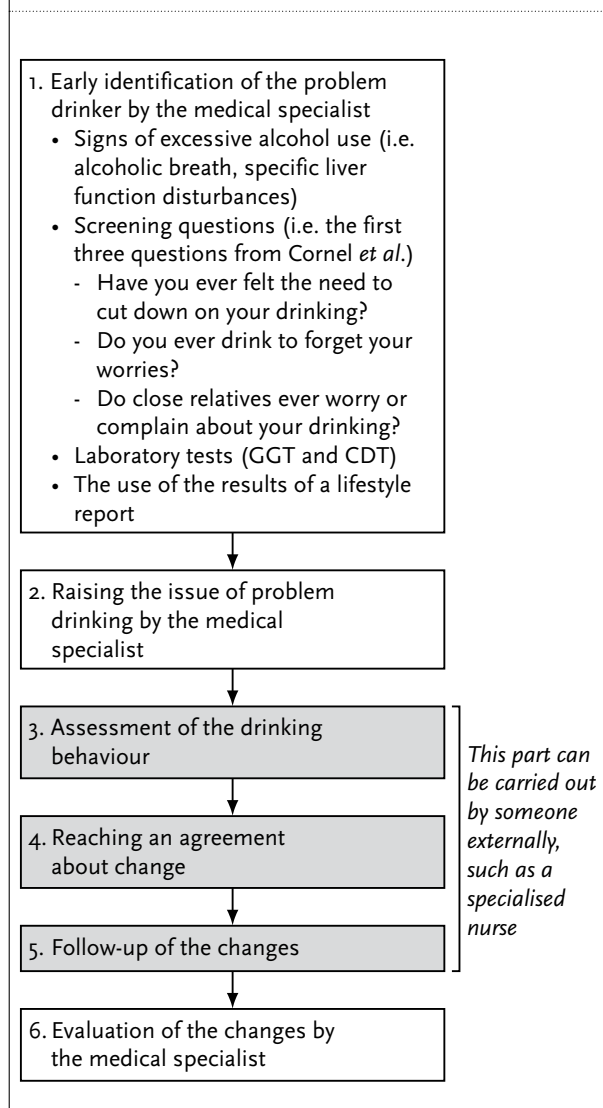 1. Early identification of the problem
drinker by the medical specialist
• Signs of excessive alcohol use (i.e.
alcoholic breath, specific liver
function disturbances)
• Screening questions (i.e. the first
three questions from Cornel et al.)
- Have you ever felt the need to
cut down on your drinking?
- Do you ever drink to forget your
worries?
- Do close relatives ever worry or
complain about your drinking?
• Laboratory tests (GGT and CDT)
• The use of the results of a lifestyle
report
2. Raising the issue of problem
drinking by the medical
specialist
3. Assessment of the drinking
behaviour
4. Reaching an agreement
about change
5. Follow-up of the changes
This part can
be carried out
by someone
externally,
such as a
specialised
nurse
6. Evaluation of the changes by
the medical specialist